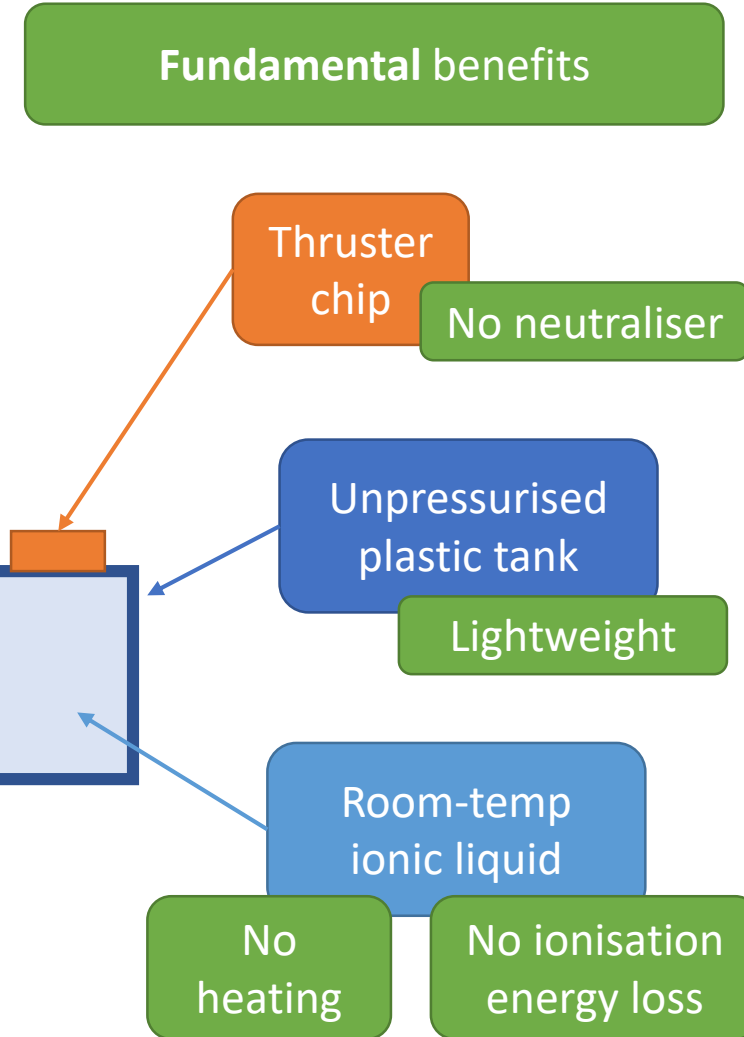 Fundamental benefits
Thruster
chip
No neutraliser
Unpressurised
plastic tank
Lightweight
Room-temp
ionic liquid
No
heating
No ionisation
energy loss